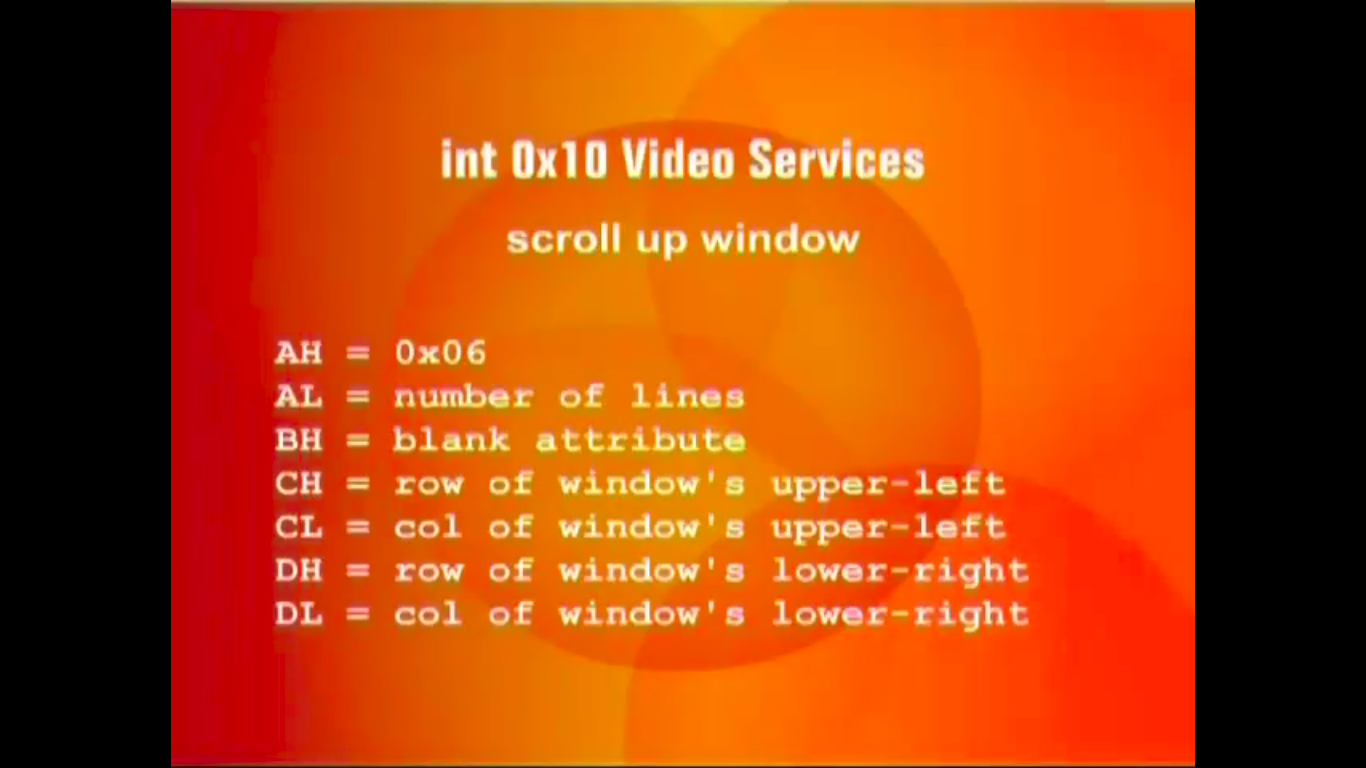 int 0x10 Video Services
scroll up window
AH = 0x06
AL = number of lines
BH = blank attribute
CH = row of window's upper-left
CL = col of window's upper-left
DH = row of window's lower-right
DL = col of window's lower-right